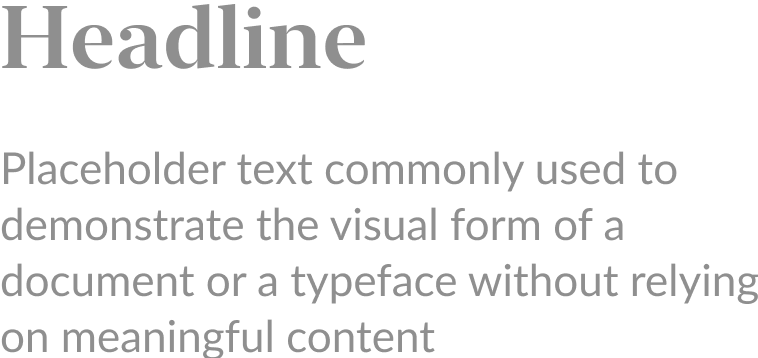 Headline
Placeholder text commonly used to
demonstrate the visual form of a
document or a typeface without relying
on meaningful content